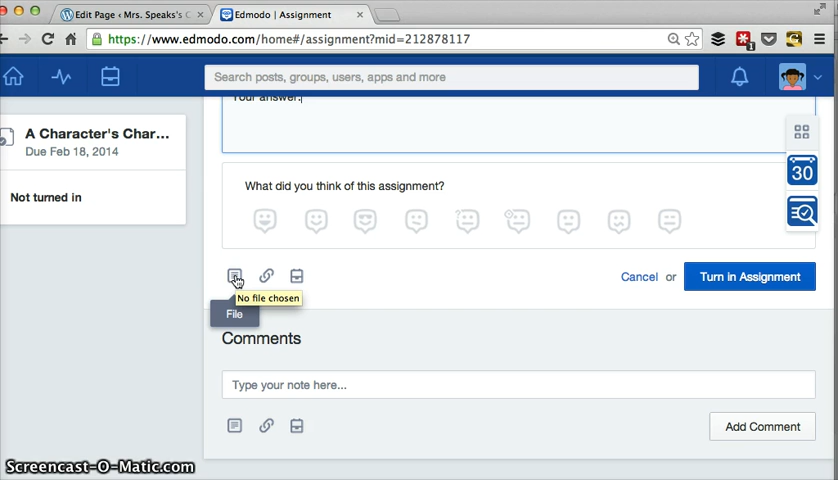 Edit Page ‹ Mrs. Speaks's C
Edmodo | Assignment
https://www.edmodo.com/home#/assignment?mid=212878117
1
Search posts, groups, users, apps and more
Your answer:
A Character's Char...
Due Feb 18, 2014
Not turned in
30
What did you think of this assignment?
Cancel or Turn in Assignment
No file chosen
File
Comments
Type your note here...
Add Comment
Screencast-O-Matic.com